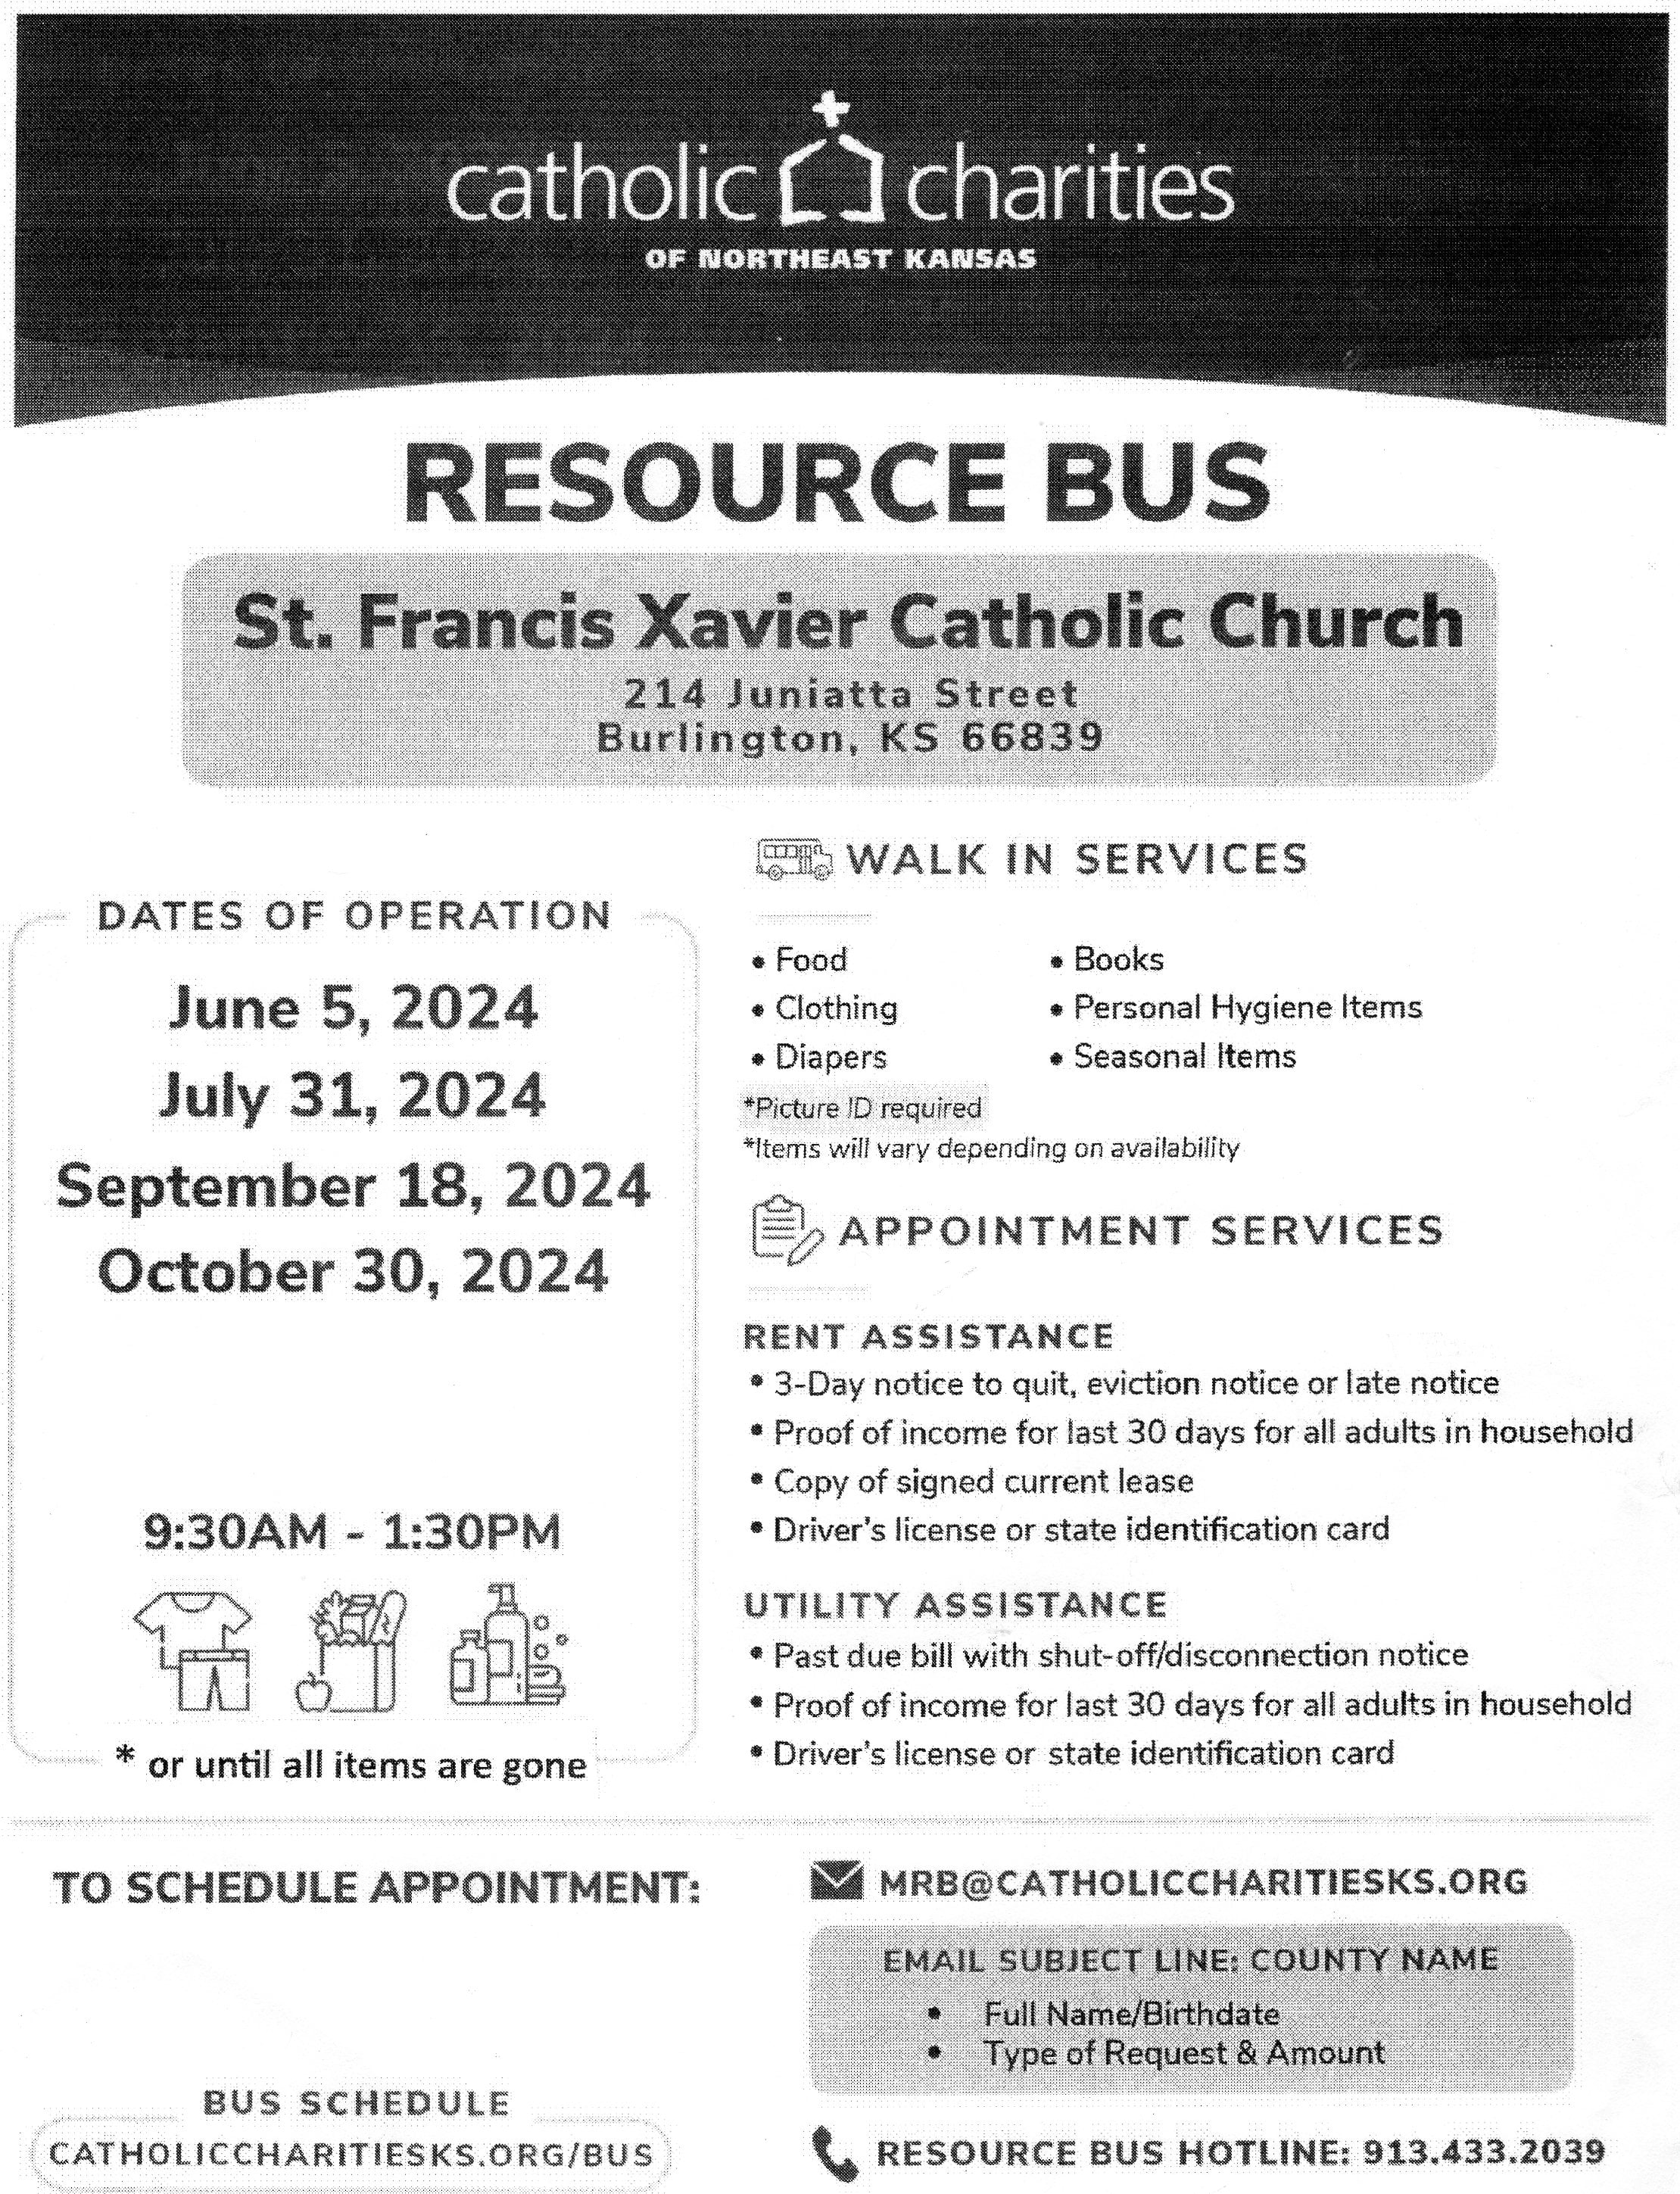 catholic charities
OF NORTHEAST KANSAS
RESOURCE BUS
St. Francis Xavier Catholic Church
214 Juniatta Street
Burlington, KS 66839
DATES OF OPERATION
June 5, 2024
July 31, 2024
September 18, 2024
October 30, 2024
9:30AM - 1:30PM
* or until all items are gone
WALK IN SERVICES
• Food
• Clothing
• Diapers
• Books
• Personal Hygiene Items
• Seasonal Items
*Picture ID required
*Items will vary depending on availability
APPOINTMENT SERVICES
RENT ASSISTANCE
• 3-Day notice to quit, eviction notice or late notice
• Proof of income for last 30 days for all adults in household
• Copy of signed current lease
• Driver's license or state identification card
UTILITY ASSISTANCE
• Past due bill with shut-off/disconnection notice
• Proof of income for last 30 days for all adults in household
• Driver's license or state identification card
TO SCHEDULE APPOINTMENT:
MRB@CATHOLICCHARITIESKS.ORG
EMAIL SUBJECT LINE: COUNTY NAME
• Full Name/Birthdate
• Type of Request & Amount
BUS SCHEDULE
CATHOLICCHARITIESKS.ORG/BUS
RESOURCE BUS HOTLINE: 913.433.2039